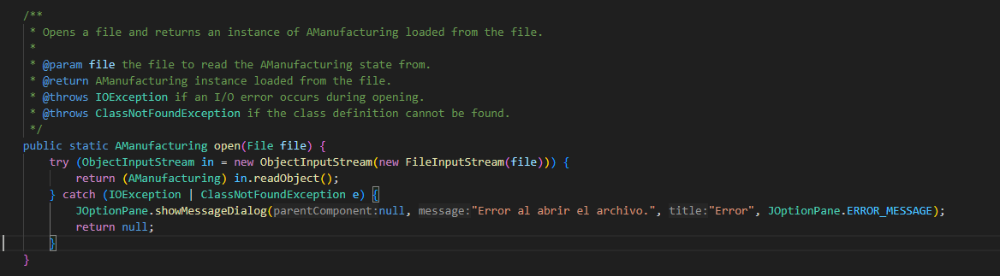 /**
 * Opens a file and returns an instance of AManufacturing loaded from the file.
 *
 * @param file the file to read the AManufacturing state from.
 * @return AManufacturing instance loaded from the file.
 * @throws IOException if an I/O error occurs during opening.
 * @throws ClassNotFoundException if the class definition cannot be found.
 */
public static AManufacturing open(File file) {
    try (ObjectInputStream in = new ObjectInputStream(new FileInputStream(file))) {
        return (AManufacturing) in.readObject();
    } catch (IOException | ClassNotFoundException e) {
        JOptionPane.showMessageDialog(parentComponent:null, message:"Error al abrir el archivo.", title:"Error", JOptionPane.ERROR_MESSAGE);
        return null;
    }
}